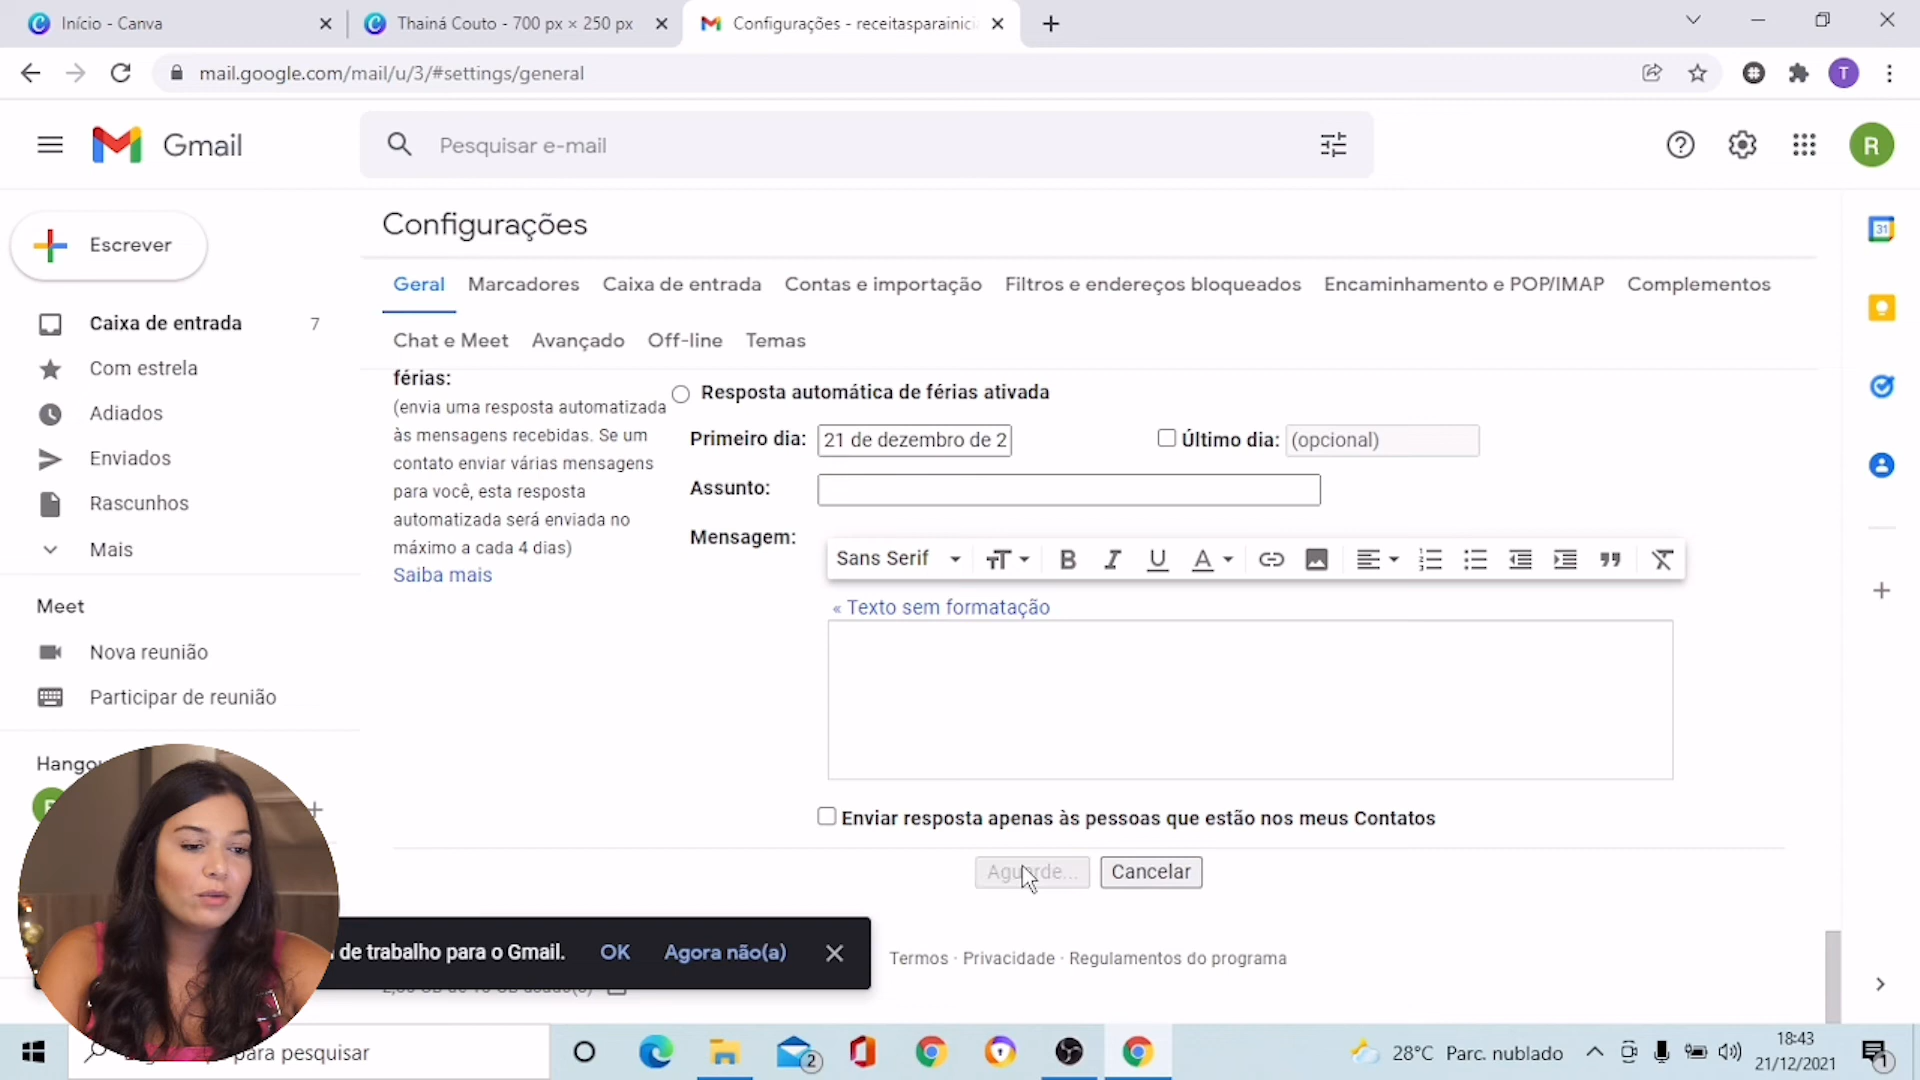 Início - Canva
Thainá Couto - 700 px × 250 px
Configurações - receitasparainici
mail.google.com/mail/u/3/#settings/general
T
Gmail
Pesquisar e-mail
R
Escrever
Configurações
Geral Marcadores Caixa de entrada Contas e importação Filtros e endereços bloqueados Encaminhamento e POP/IMAP Complementos
Chat e Meet Avançado Off-line Temas
Caixa de entrada 7
Com estrela
Adiados
Enviados
Rascunhos
Mais
Meet
Nova reunião
Participar de reunião
férias:
(envia uma resposta automatizada
às mensagens recebidas. Se um
contato enviar várias mensagens
para você, esta resposta
automatizada será enviada no
máximo a cada 4 dias)
Saiba mais
Resposta automática de férias ativada
Primeiro dia: 21 de dezembro de 2
Último dia: (opcional)
Assunto:
Mensagem:
Sans Serif
« Texto sem formatação
Enviar resposta apenas às pessoas que estão nos meus Contatos
Aguarde... Cancelar
de trabalho para o Gmail. OK Agora não(a)
Termos · Privacidade · Regulamentos do programa
31
para pesquisar
2
28°C Parc. nublado
18:43
21/12/2021
1